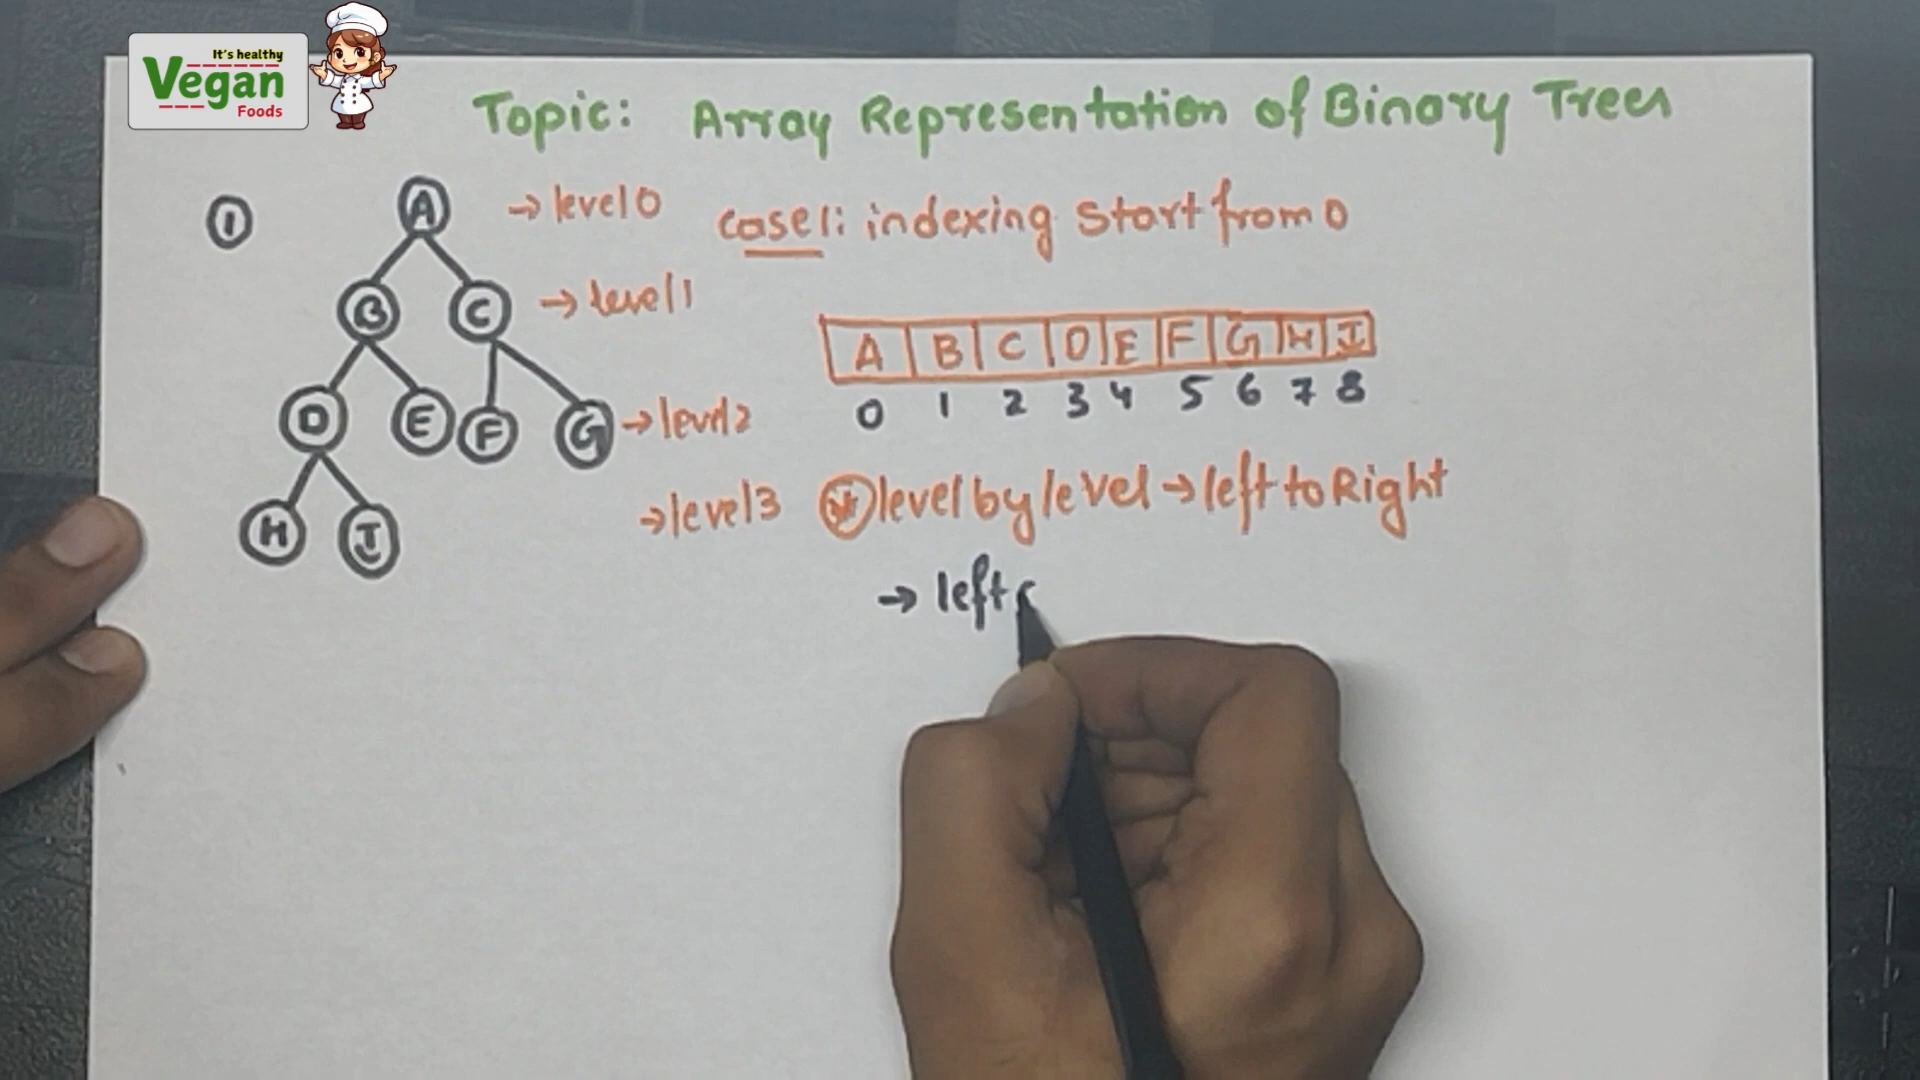 It's healthy
Vegan
Foods
Topic: Array Representation of Binary Trees
1
A → level 0
case1: indexing start from 0
B C → level 1
A B C D E F G H I
0 1 2 3 4 5 6 7 8
D E F G → level 2
H I → level 3
* level by level → left to Right
→ left c